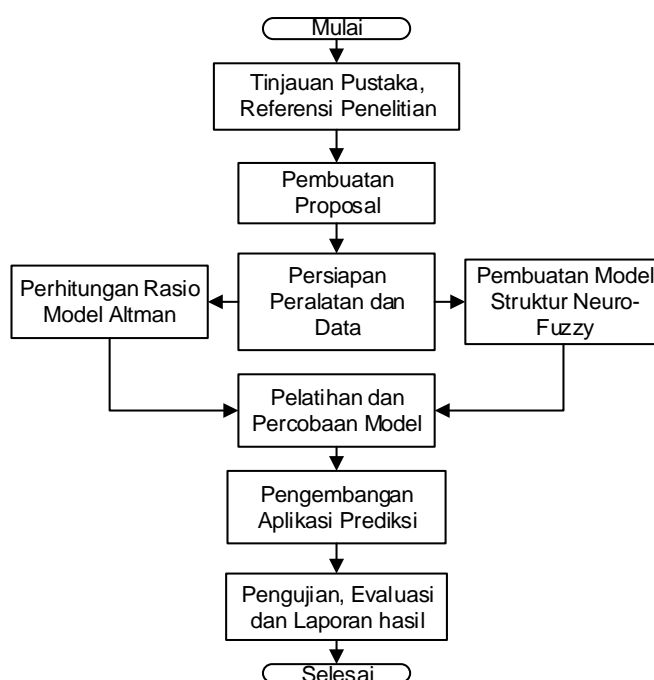 Mulai
Tinjauan Pustaka,
Referensi Penelitian
Pembuatan
Proposal
Perhitungan Rasio
Model Altman
Persiapan
Peralatan dan
Data
Pembuatan Model
Struktur Neuro-
Fuzzy
Pelatihan dan
Percobaan Model
Pengembangan
Aplikasi Prediksi
Pengujian, Evaluasi
dan Laporan hasil
Selesai